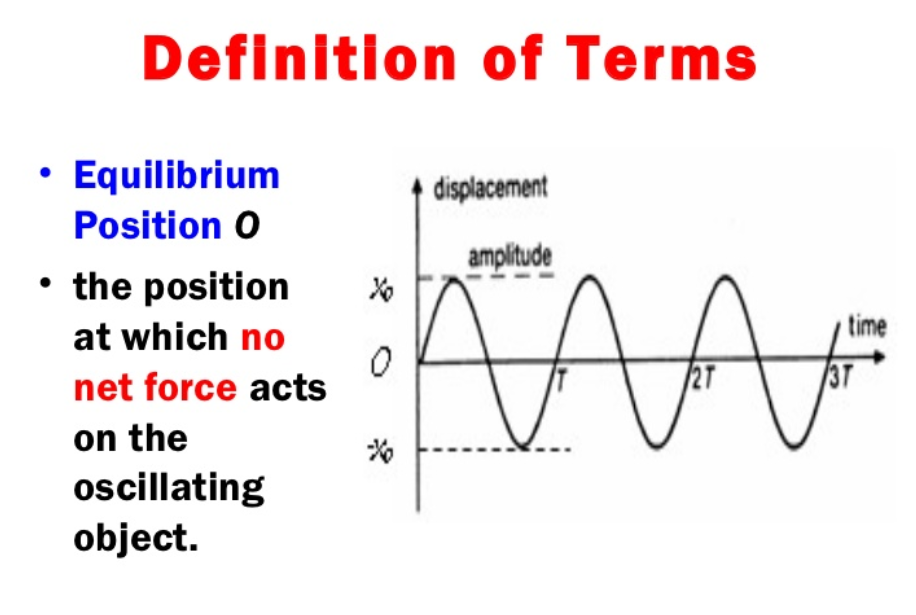 Definition of Terms
• Equilibrium
Position O
• the position
at which no
net force acts
on the
oscillating
object.
displacement
amplitude
X₀
O
-X₀
time
T
2T
3T